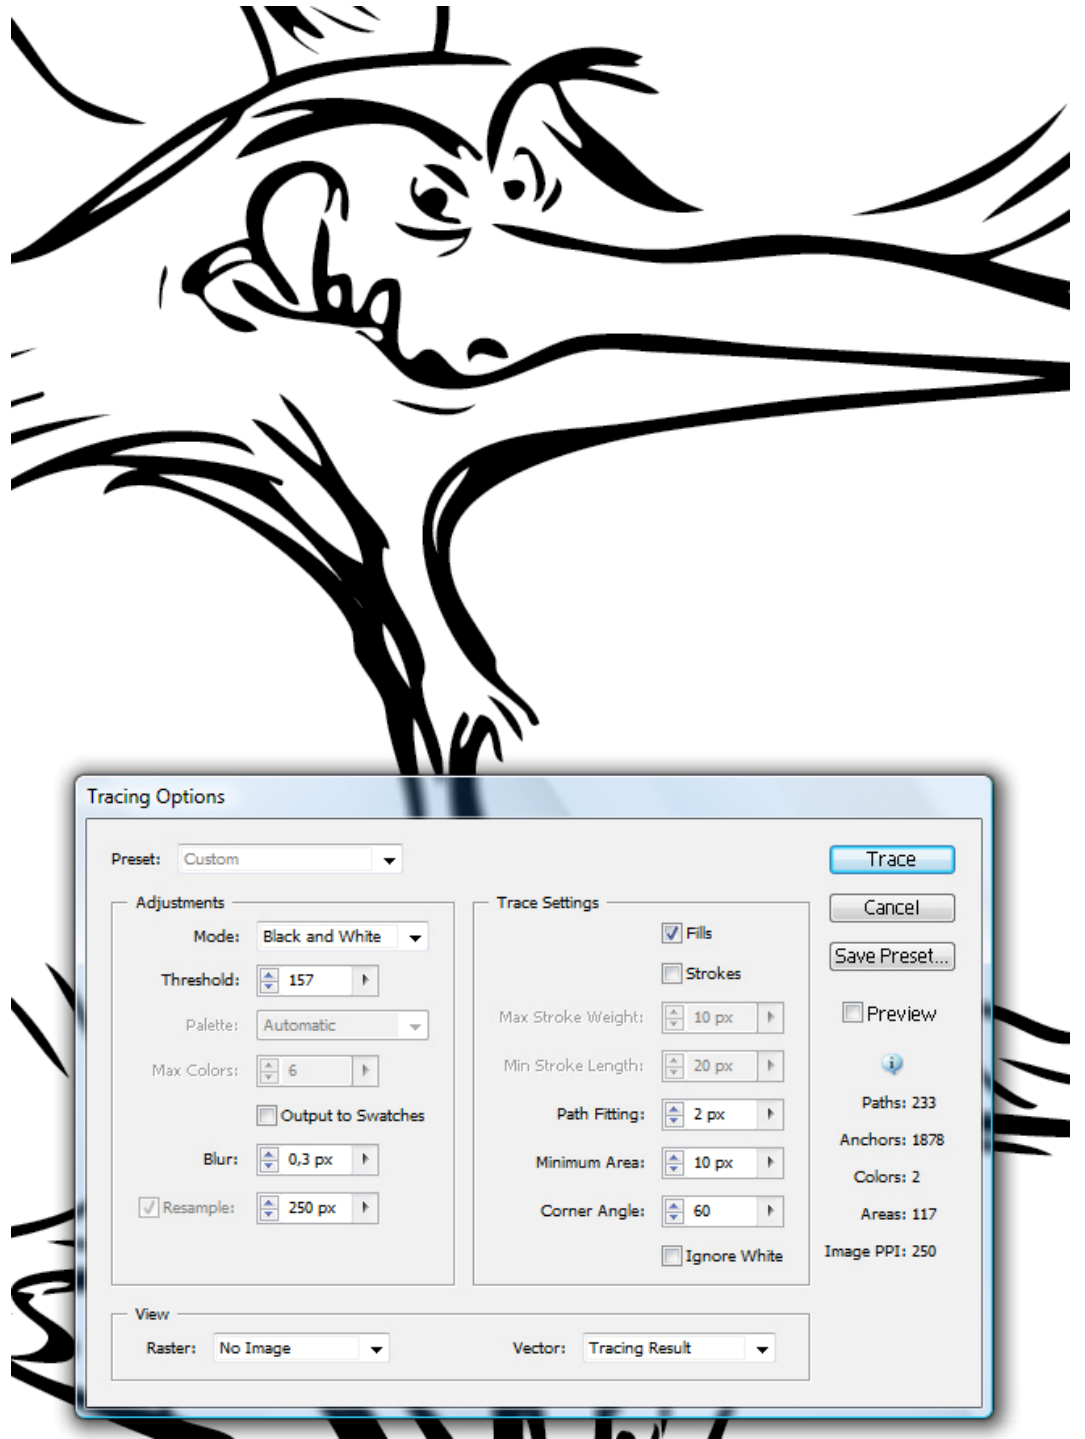 Tracing Options
Preset: Custom
Trace
Adjustments
Mode: Black and White
Threshold: 157
Palette: Automatic
Max Colors: 6
Output to Swatches
Blur: 0,3 px
Resample: 250 px
Trace Settings
Fills
Strokes
Max Stroke Weight: 10 px
Min Stroke Length: 20 px
Path Fitting: 2 px
Minimum Area: 10 px
Corner Angle: 60
Ignore White
Cancel
Save Preset...
Preview
Paths: 233
Anchors: 1878
Colors: 2
Areas: 117
Image PPI: 250
View
Raster: No Image
Vector: Tracing Result